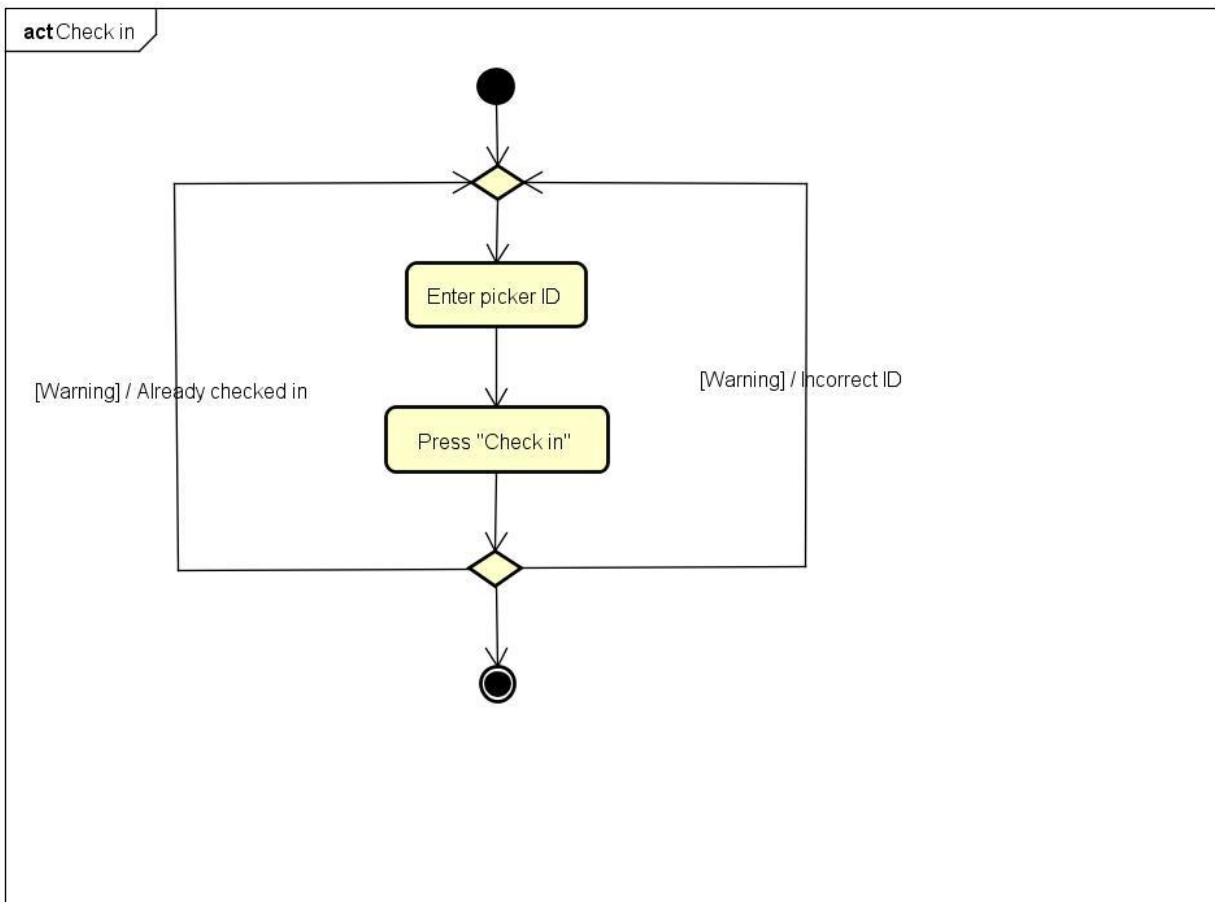 act Check in
Enter picker ID
[Warning] / Incorrect ID
[Warning] / Already checked in
Press "Check in"